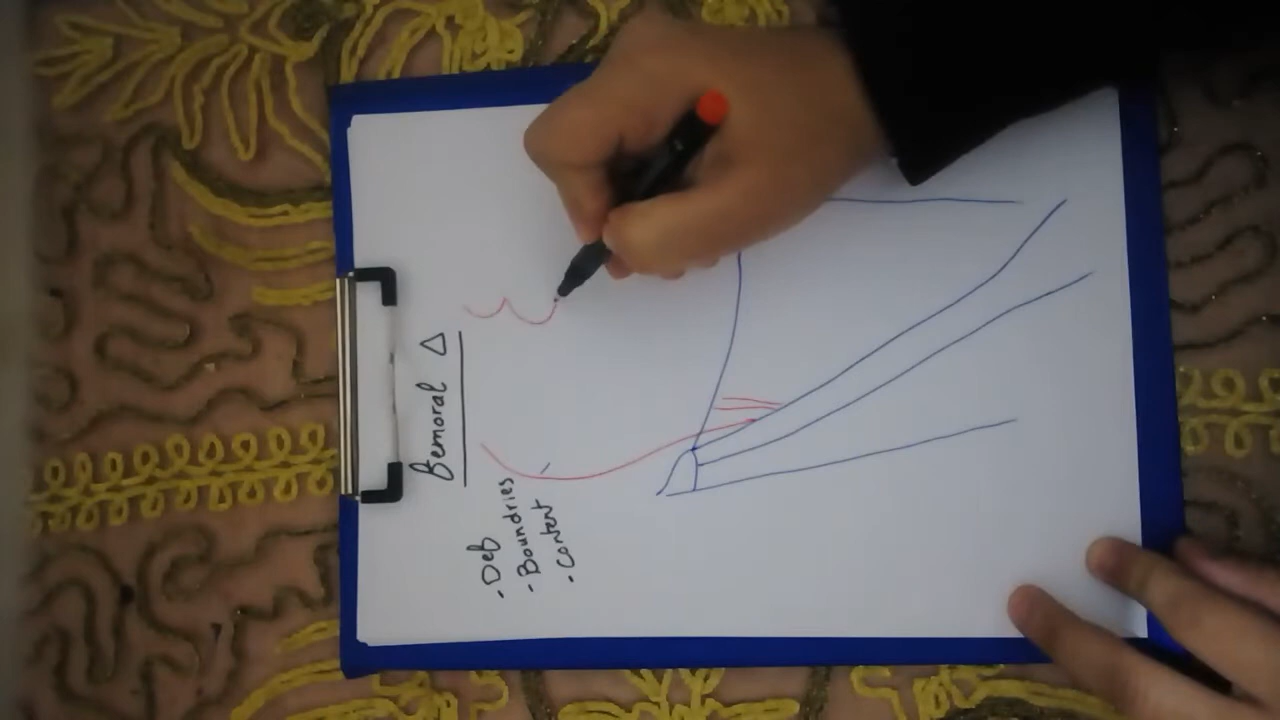 Femoral Δ
- Def
- Boundries
- Content